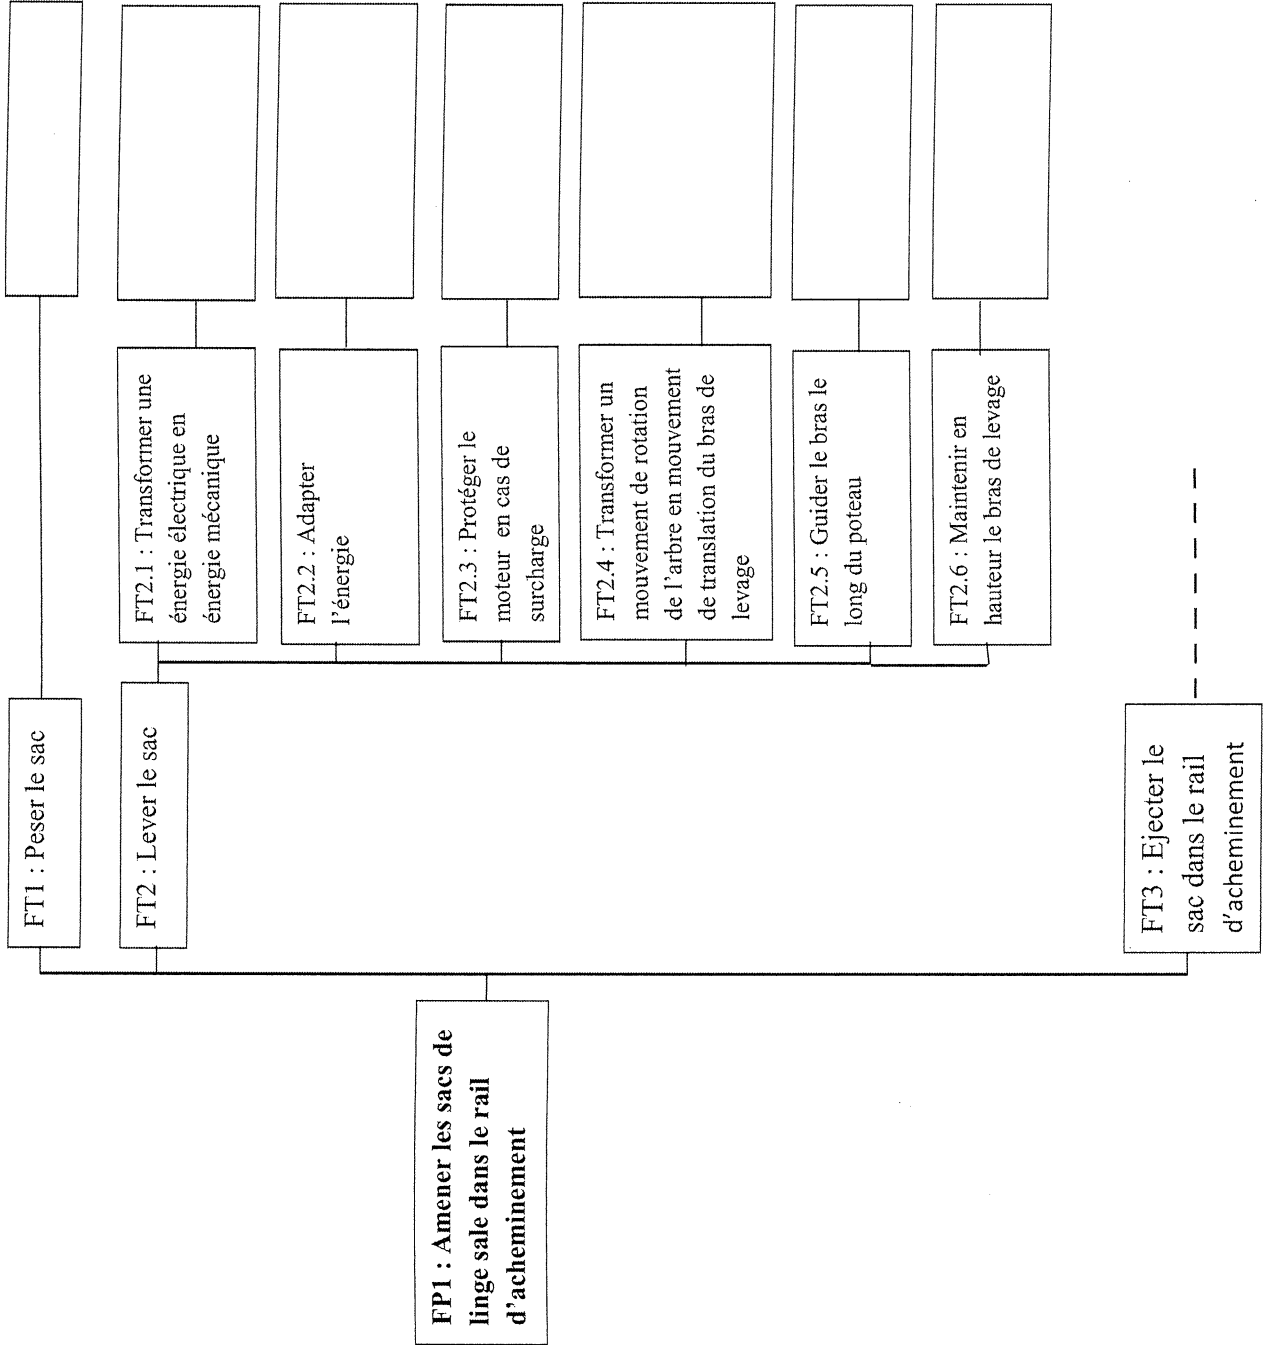 FP1 : Amener les sacs de
linge sale dans le rail
d'acheminement
FT1 : Peser le sac
FT2 : Lever le sac
FT2.1 : Transformer une
énergie électrique en
énergie mécanique
FT2.2 : Adapter
l'énergie
FT2.3 : Protéger le
moteur en cas de
surcharge
FT2.4 : Transformer un
mouvement de rotation
de l'arbre en mouvement
de translation du bras de
levage
FT2.5 : Guider le bras le
long du poteau
FT2.6 : Maintenir en
hauteur le bras de levage
FT3 : Ejecter le
sac dans le rail
d'acheminement